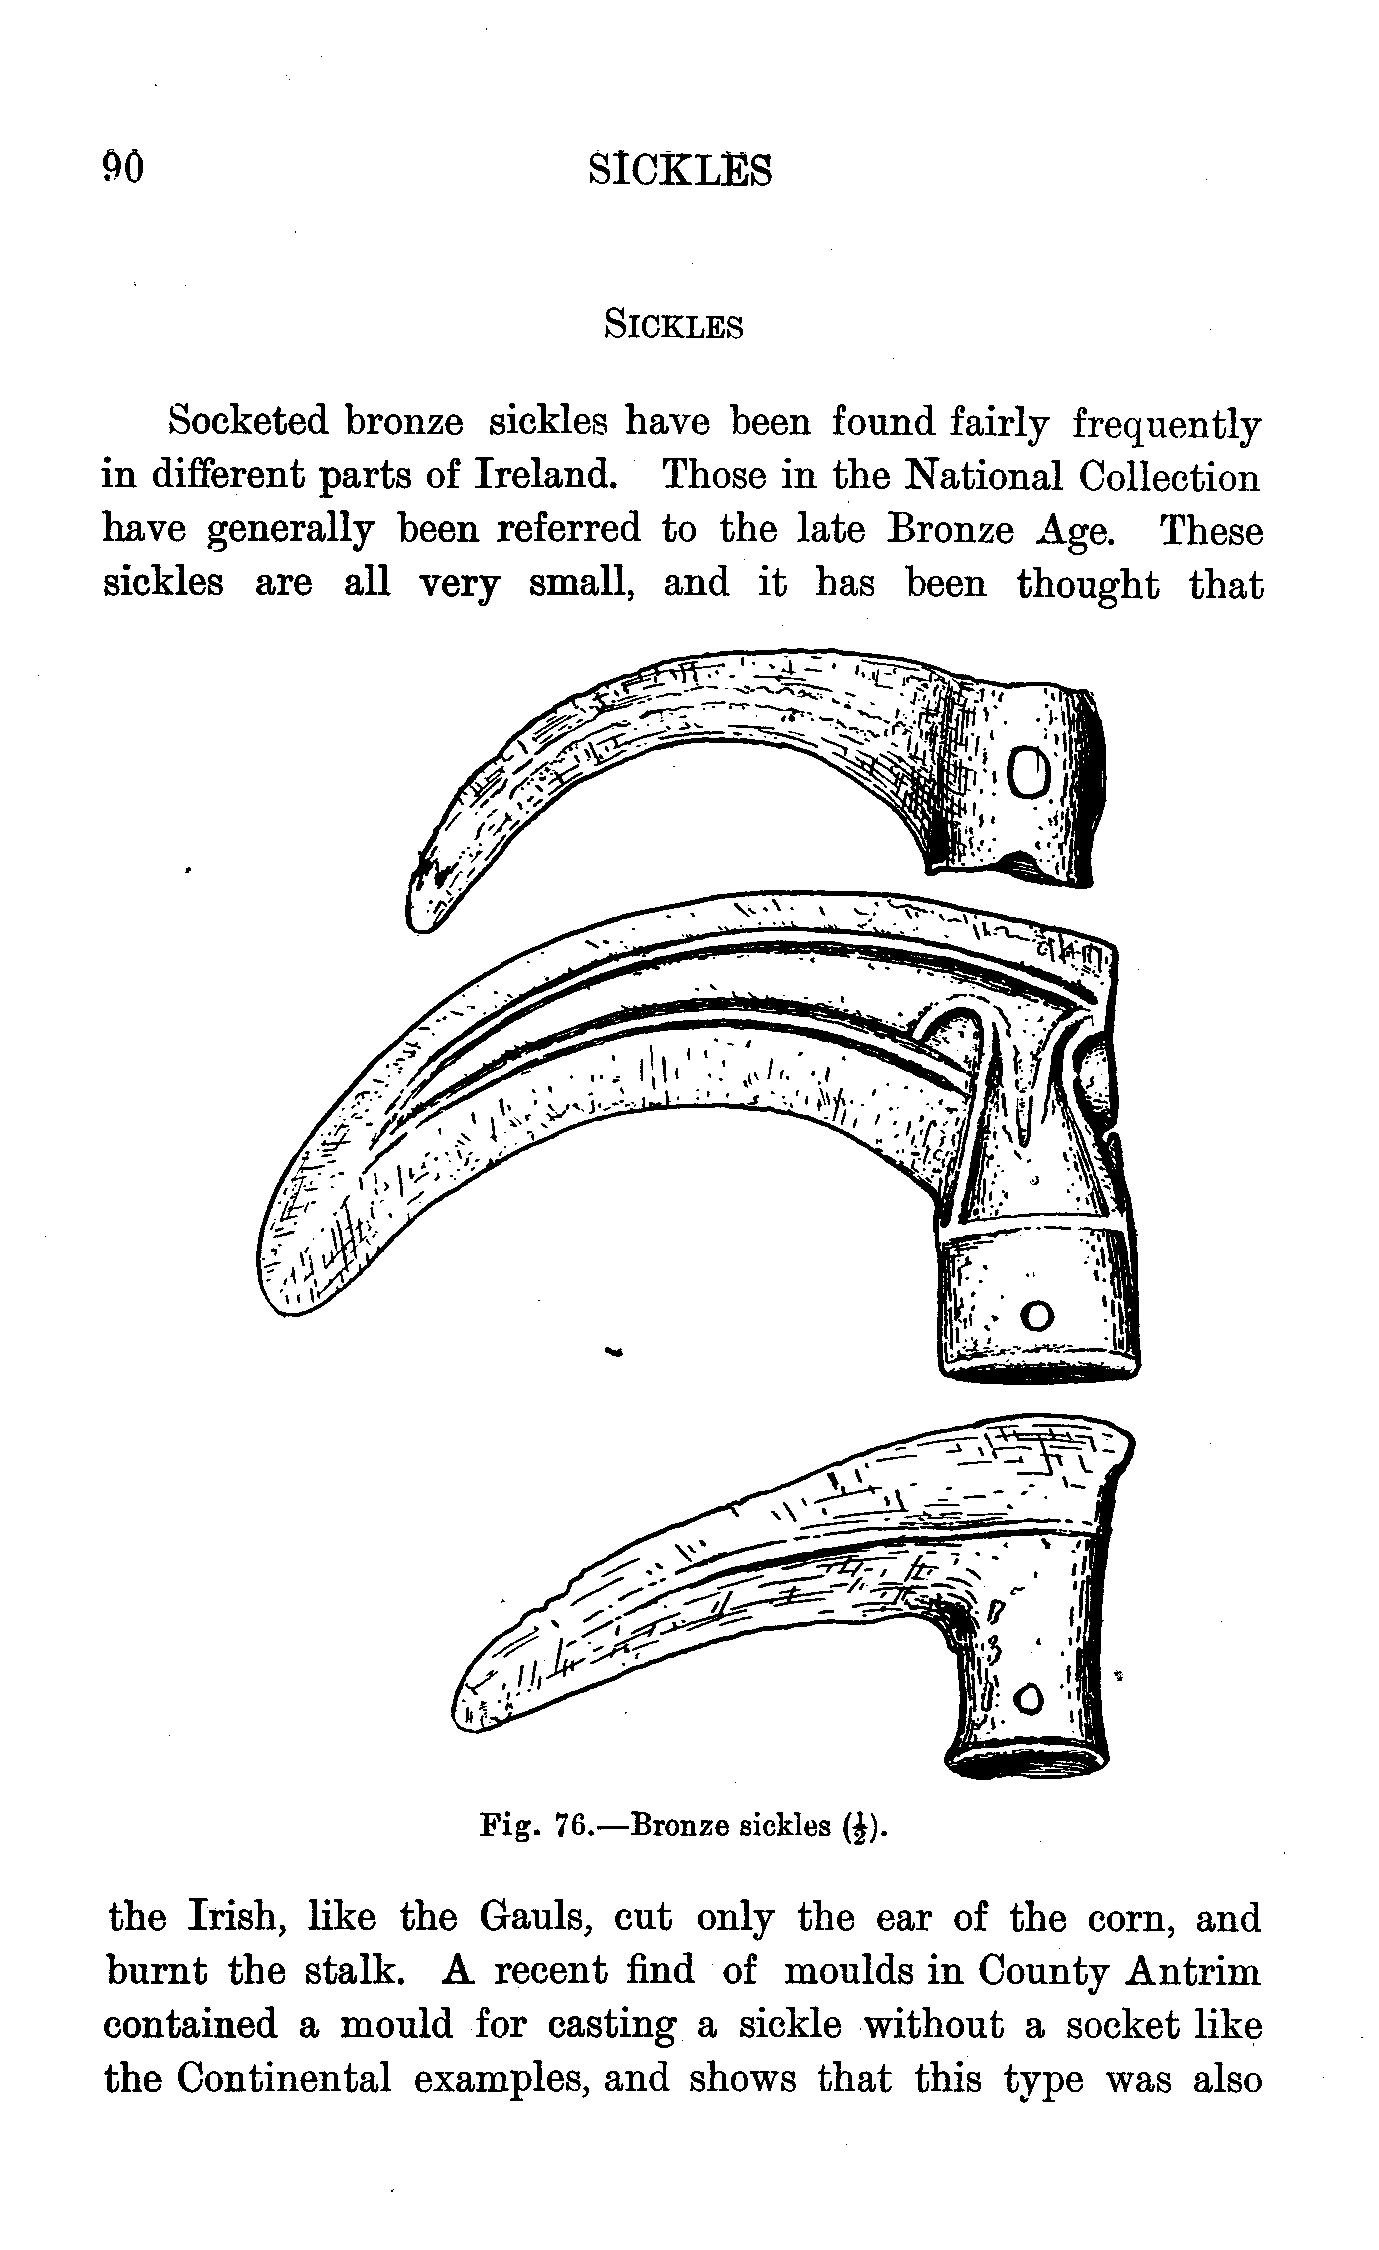 90
SICKLES
SICKLES
Socketed bronze sickles have been found fairly frequently
in different parts of Ireland. Those in the National Collection
have generally been referred to the late Bronze Age. These
sickles are all very small, and it has been thought that
Fig. 76.—Bronze sickles (½).
the Irish, like the Gauls, cut only the ear of the corn, and
burnt the stalk. A recent find of moulds in County Antrim
contained a mould for casting a sickle without a socket like
the Continental examples, and shows that this type was also